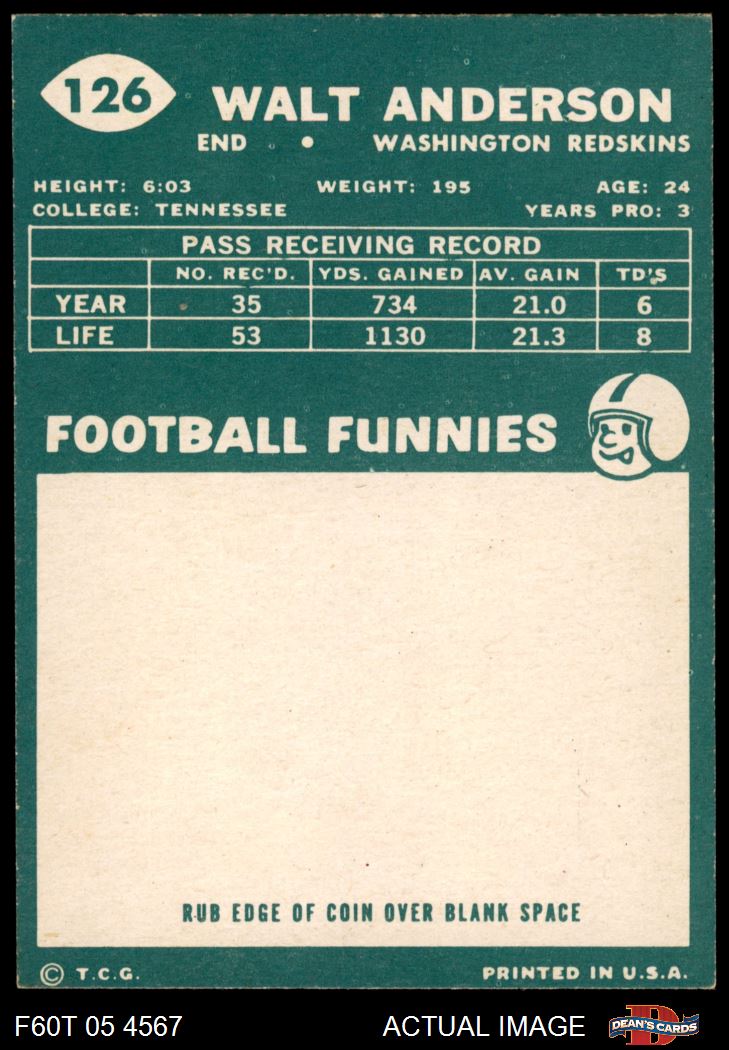 126
WALT ANDERSON
END • WASHINGTON REDSKINS
HEIGHT: 6:03 WEIGHT: 195 AGE: 24
COLLEGE: TENNESSEE YEARS PRO: 3
PASS RECEIVING RECORD
NO. REC'D. YDS. GAINED AV. GAIN TD'S
YEAR 35 734 21.0 6
LIFE 53 1130 21.3 8
FOOTBALL FUNNIES
RUB EDGE OF COIN OVER BLANK SPACE
© T.C.G. PRINTED IN U.S.A.
F60T 05 4567 ACTUAL IMAGE DEAN'S CARDS